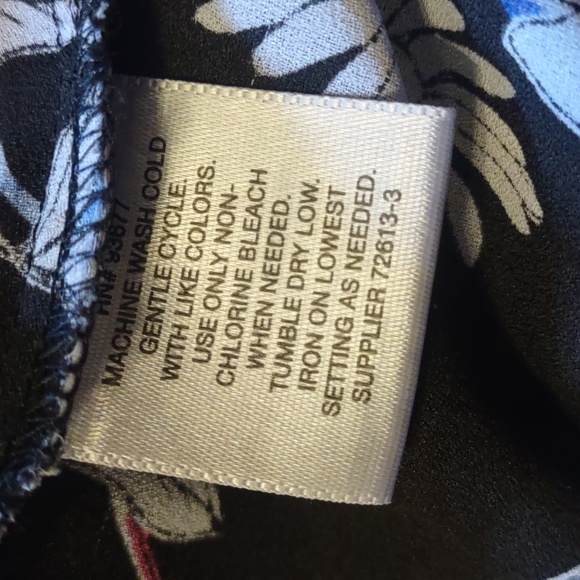 RN# 93677
MACHINE WASH COLD
GENTLE CYCLE.
WITH LIKE COLORS.
USE ONLY NON-
CHLORINE BLEACH
WHEN NEEDED.
TUMBLE DRY LOW.
IRON ON LOWEST
SETTING AS NEEDED.
SUPPLIER 72613-3